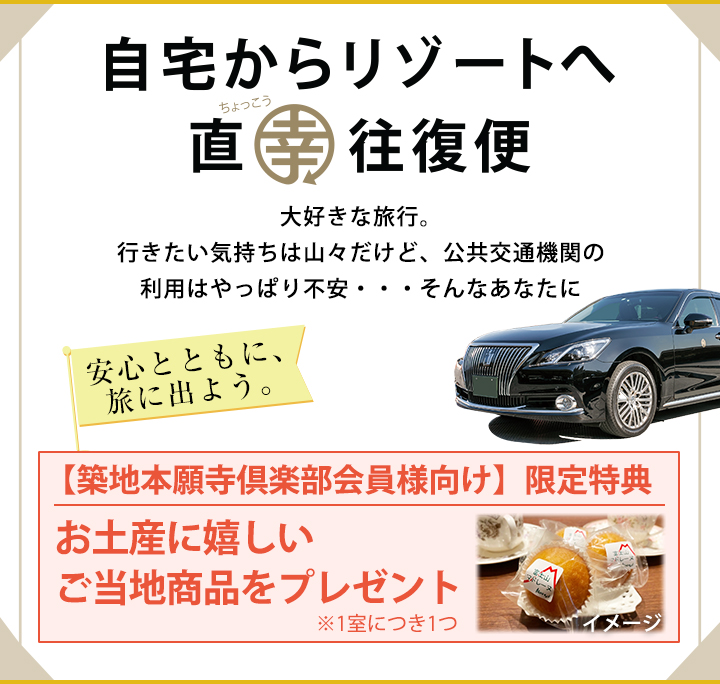 自宅からリゾートへ
ちょっこう
直幸往復便
大好きな旅行。
行きたい気持ちは山々だけど、公共交通機関の
利用はやっぱり不安・・・そんなあなたに
安心とともに、
旅に出よう。
【築地本願寺倶楽部会員様向け】限定特典
お土産に嬉しい
ご当地商品をプレゼント
※1室につき1つ
イメージ